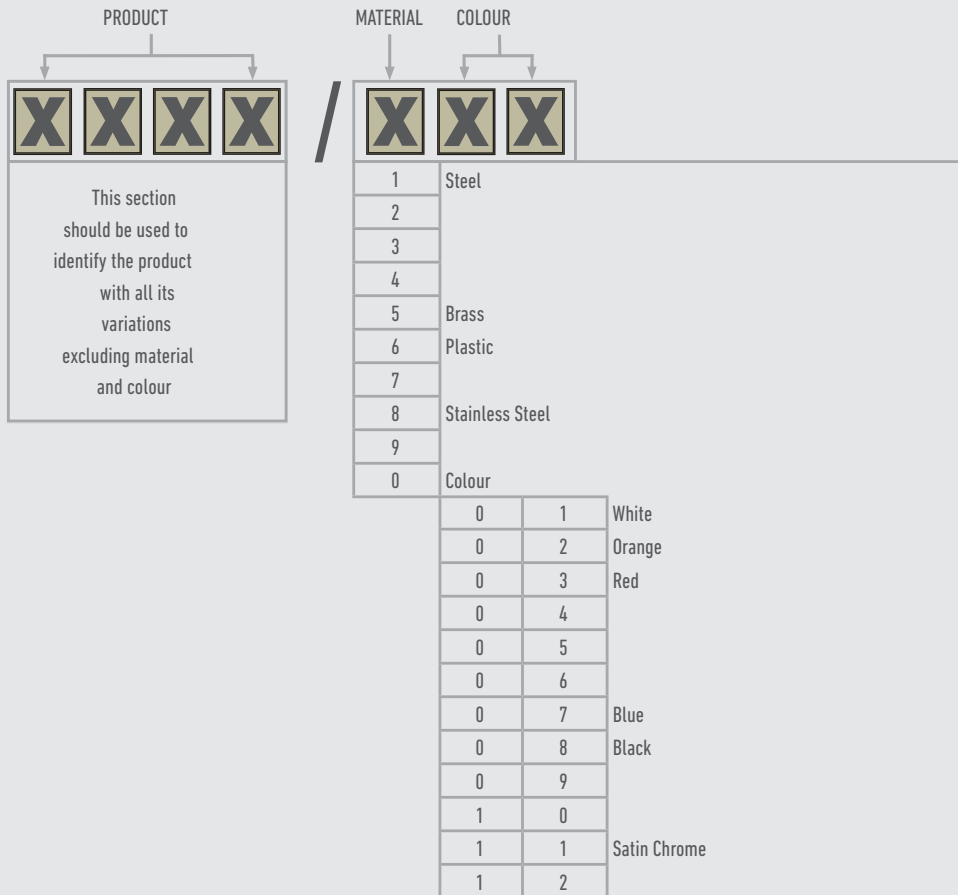 PRODUCT MATERIAL COLOUR
X X X X / X X X
This section
should be used to
identify the product
with all its
variations
excluding material
and colour
1 Steel
2
3
4
5 Brass
6 Plastic
7
8 Stainless Steel
9
0 Colour
0 1 White
0 2 Orange
0 3 Red
0 4
0 5
0 6
0 7 Blue
0 8 Black
0 9
1 0
1 1 Satin Chrome
1 2